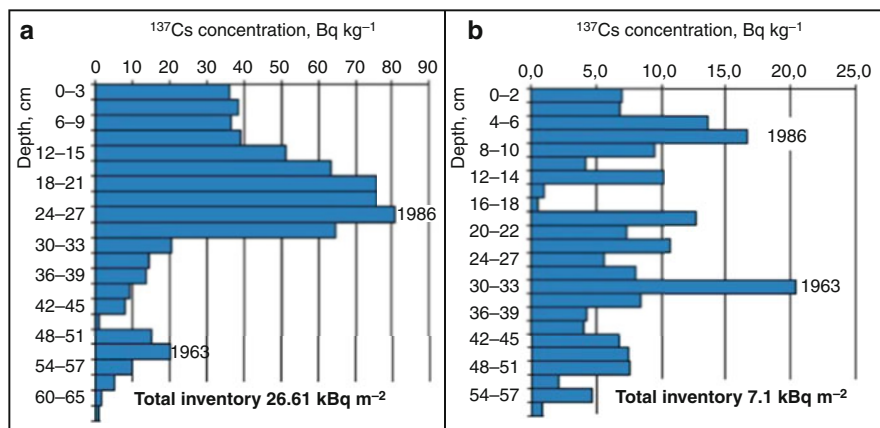 a
¹³⁷Cs concentration, Bq kg⁻¹
0 10 20 30 40 50 60 70 80 90
Depth, cm
0–3
6–9
12–15
18–21
24–27
1986
30–33
36–39
42–45
48–51
1963
54–57
60–65
Total inventory 26.61 kBq m⁻²
b
¹³⁷Cs concentration, Bq kg⁻¹
0,0 5,0 10,0 15,0 20,0 25,0
Depth, cm
0–2
4–6
1986
8–10
12–14
16–18
20–22
24–27
30–33
1963
36–39
42–45
48–51
54–57
Total inventory 7.1 kBq m⁻²